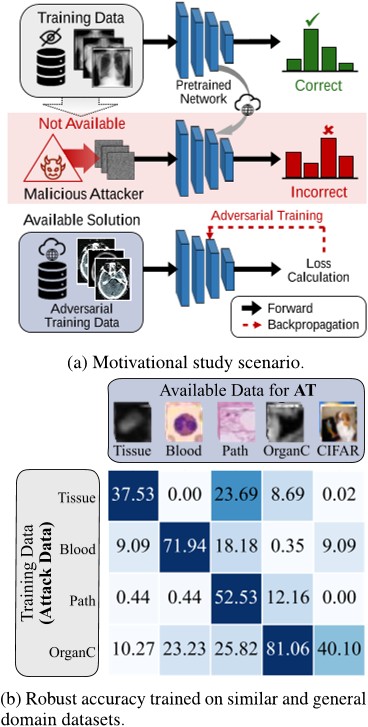 Training Data
Pretrained
Network
Correct
Not Available
Malicious Attacker
Incorrect
Available Solution
Adversarial Training
Adversarial
Training Data
Loss
Calculation
Forward
Backpropagation
(a) Motivational study scenario.
Available Data for AT
Tissue Blood Path OrganC CIFAR
Training Data
(Attack Data)
Tissue 37.53 0.00 23.69 8.69 0.02
Blood 9.09 71.94 18.18 0.35 9.09
Path 0.44 0.44 52.53 12.16 0.00
OrganC 10.27 23.23 25.82 81.06 40.10
(b) Robust accuracy trained on similar and general
domain datasets.